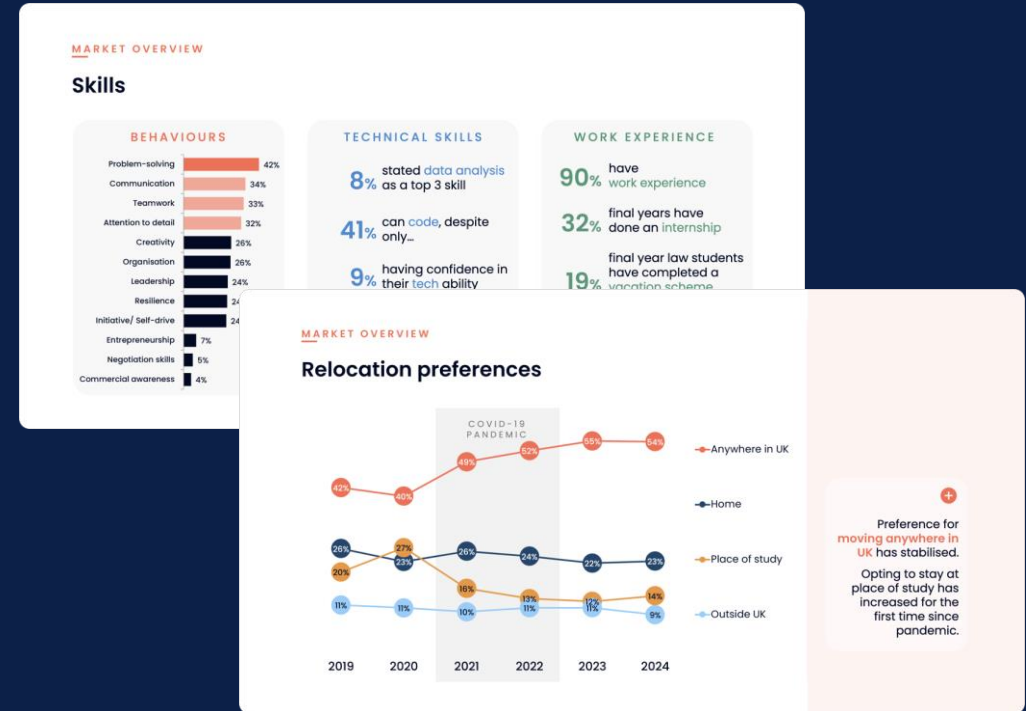 MARKET OVERVIEW
Skills
BEHAVIOURS
Problem-solving 42%
Communication 34%
Teamwork 33%
Attention to detail 32%
Creativity 26%
Organisation 26%
Leadership 24%
Resilience 24
Initiative/ Self-drive 24
Entrepreneurship 7%
Negotiation skills 5%
Commercial awareness 4%
TECHNICAL SKILLS
8% stated data analysis
as a top 3 skill
41% can code, despite
only…
9% having confidence in
their tech ability
WORK EXPERIENCE
90% have
work experience
32% final years have
done an internship
19% final year law students
have completed a
vacation scheme
MARKET OVERVIEW
Relocation preferences
COVID-19
PANDEMIC
42% 40% 49% 52% 55% 54%
Anywhere in UK
26% 23% 26% 24% 22% 23%
Home
20% 27% 16% 13% 12% 14%
Place of study
11% 11% 10% 11% 11% 9%
Outside UK
2019 2020 2021 2022 2023 2024
Preference for
moving anywhere in
UK has stabilised.
Opting to stay at
place of study has
increased for the
first time since
pandemic.